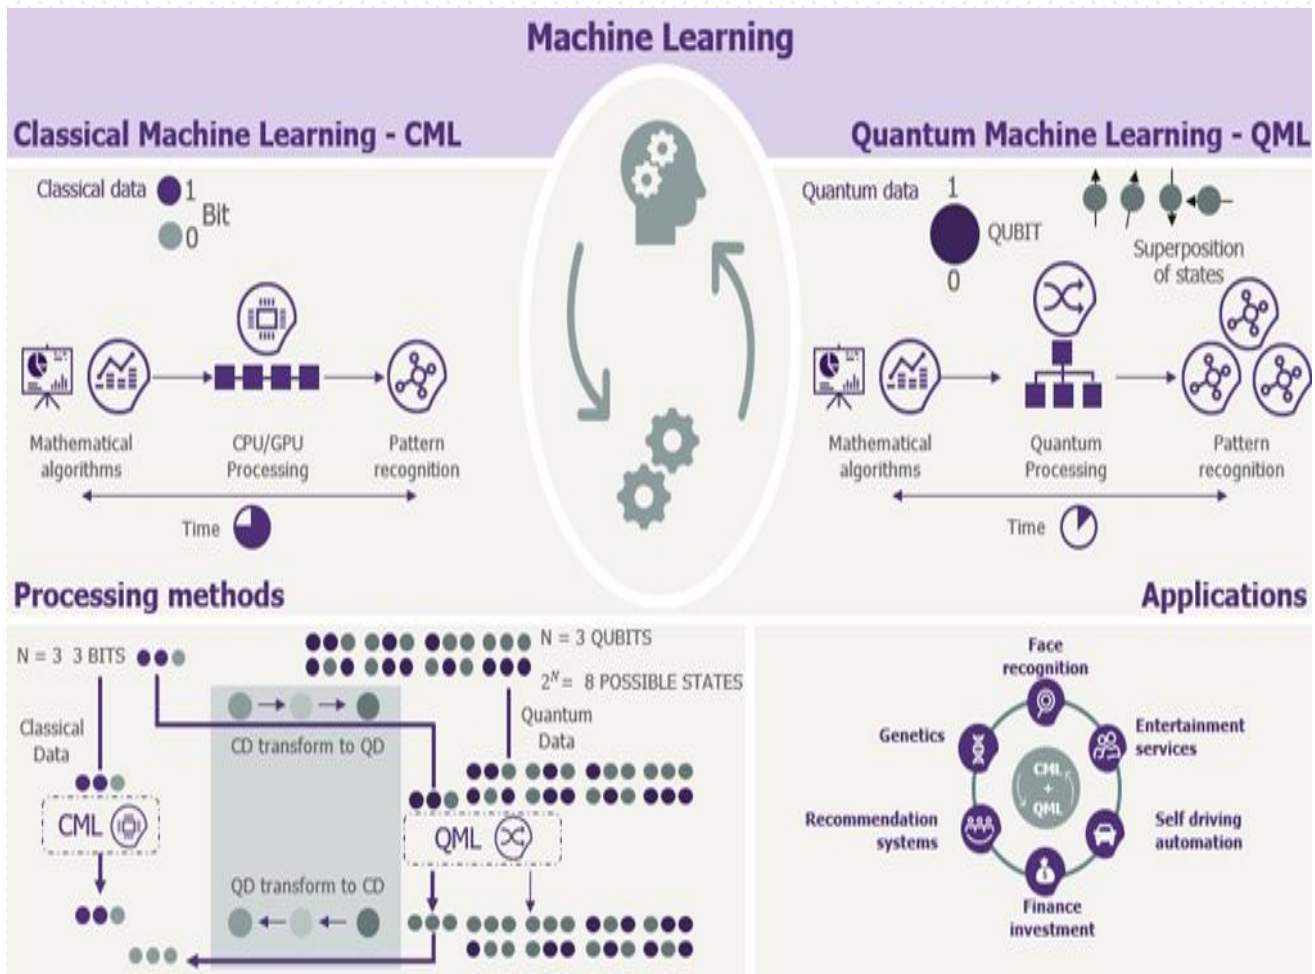 Machine Learning
Classical Machine Learning - CML
Quantum Machine Learning - QML
Classical data
1
Bit
0
Mathematical
algorithms
CPU/GPU
Processing
Pattern
recognition
Time
Quantum data
1
QUBIT
0
Superposition
of states
Mathematical
algorithms
Quantum
Processing
Pattern
recognition
Time
Processing methods
N = 3 3 BITS
N = 3 QUBITS
2^N = 8 POSSIBLE STATES
Classical
Data
CD transform to QD
Quantum
Data
CML
QML
QD transform to CD
Applications
Face
recognition
Entertainment
services
Self driving
automation
Finance
investment
Recommendation
systems
Genetics
CML
+
QML